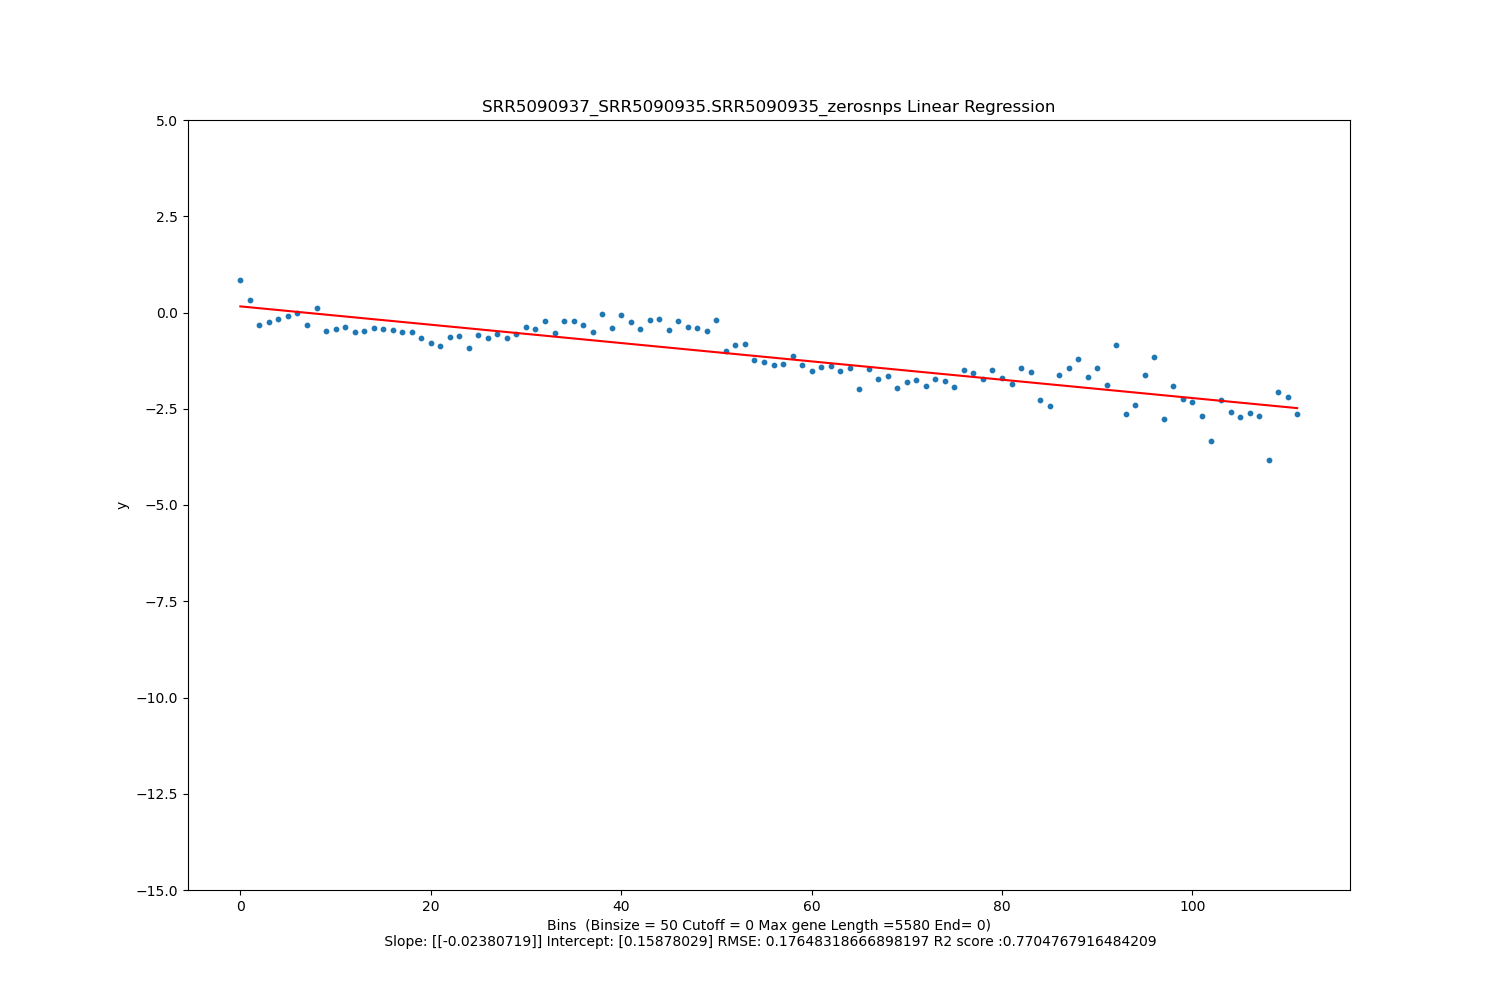 SRR5090937_SRR5090935.SRR5090935_zerosnps Linear Regression
5.0
2.5
0.0
−2.5
−5.0
−7.5
−10.0
−12.5
−15.0
y
0 20 40 60 80 100
Bins  (Binsize = 50 Cutoff = 0 Max gene Length =5580 End= 0)
Slope: [[-0.02380719]] Intercept: [0.15878029] RMSE: 0.17648318666898197 R2 score :0.7704767916484209